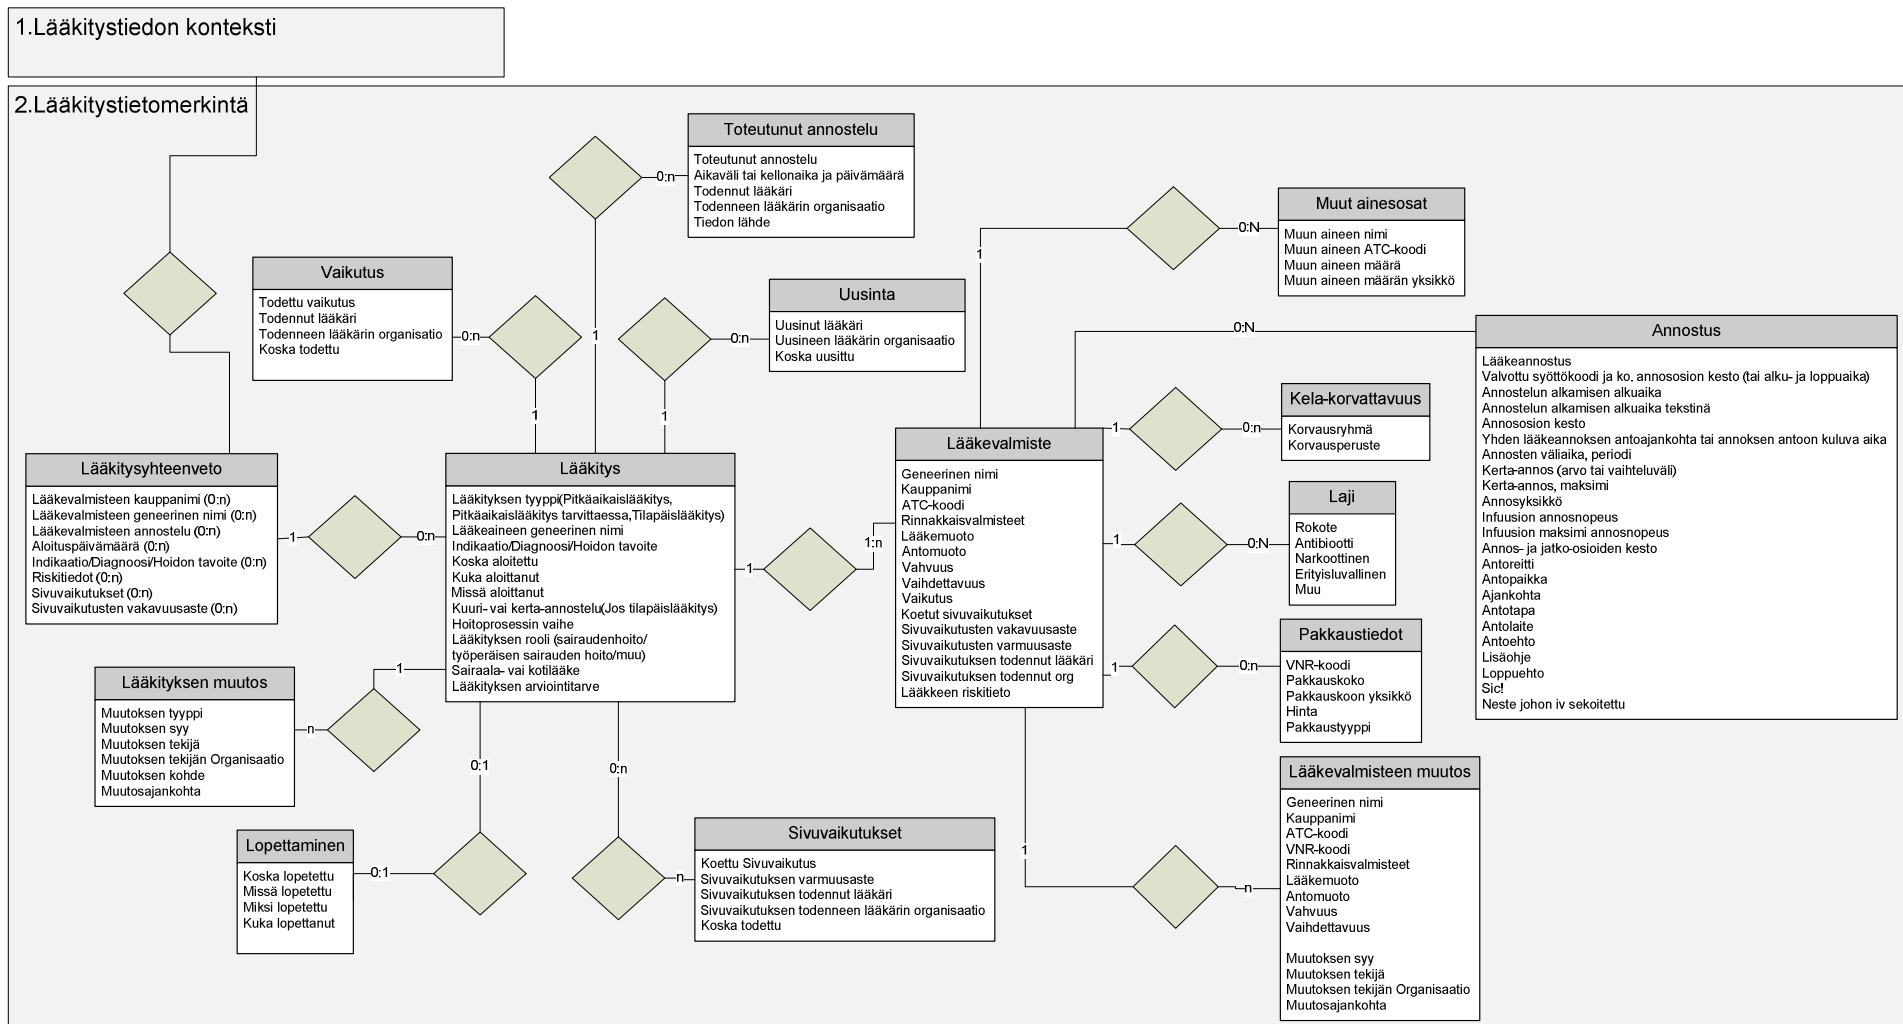 1.Lääkitystiedon konteksti
2.Lääkitystietomerkintä
Toteutunut annostelu
Toteutunut annostelu
Aikaväli tai kellonaika ja päivämäärä
Todennut lääkäri
Todenneen lääkärin organisaatio
Tiedon lähde
0:n
1
Vaikutus
Todettu vaikutus
Todennut lääkäri
Todenneen lääkärin organisatio
Koska todettu
0:n
1
Uusinta
Uusinut lääkäri
Uusineen lääkärin organisaatio
Koska uusittu
0:n
1
Muut ainesosat
Muun aineen nimi
Muun aineen ATC-koodi
Muun aineen määrä
Muun aineen määrän yksikkö
0:N
1
Annostus
Lääkeannostus
Valvottu syöttökoodi ja ko. annososion kesto (tai alku- ja loppuaika)
Annostelun alkamisen alkuaika
Annostelun alkamisen alkuaika tekstinä
Annososion kesto
Yhden lääkeannoksen antoajankohta tai annoksen antoon kuluva aika
Annosten väliaika, periodi
Kerta-annos (arvo tai vaihteluväli)
Kerta-annos, maksimi
Annosyksikkö
Infuusion annosnopeus
Infuusion maksimi annosnopeus
Annos- ja jatko-osioiden kesto
Antoreitti
Antopaikka
Ajankohta
Antotapa
Antolaite
Antoehto
Lisäohje
Loppuehto
Sic!
Neste johon iv sekoitettu
0:N
Kela-korvattavuus
Korvausryhmä
Korvausperuste
1
0:n
Lääkitysyhteenveto
Lääkevalmisteen kauppanimi (0:n)
Lääkevalmisteen geneerinen nimi (0:n)
Lääkevalmisteen annostelu (0:n)
Aloituspäivämäärä (0:n)
Indikaatio/Diagnoosi/Hoidon tavoite (0:n)
Riskitiedot (0:n)
Sivuvaikutukset (0:n)
Sivuvaikutusten vakavuusaste (0:n)
1
0:n
Lääkitys
Lääkityksen tyyppi(Pitkäaikaislääkitys,
Pitkäaikaislääkitys tarvittaessa,Tilapäislääkitys)
Lääkeaineen geneerinen nimi
Indikaatio/Diagnoosi/Hoidon tavoite
Koska aloitettu
Kuka aloittanut
Missä aloittanut
Kuuri- vai kerta-annostelu(Jos tilapäislääkitys)
Hoitoprosessin vaihe
Lääkityksen rooli (sairaudenhoito/
työperäisen sairauden hoito/muu)
Sairaala- vai kotilääke
Lääkityksen arviointitarve
1
1:n
Lääkevalmiste
Geneerinen nimi
Kauppanimi
ATC-koodi
Rinnakkaisvalmisteet
Lääkemuoto
Antomuoto
Vahvuus
Vaihdettavuus
Vaikutus
Koetut sivuvaikutukset
Sivuvaikutusten vakavuusaste
Sivuvaikutusten varmuusaste
Sivuvaikutuksen todennut lääkäri
Sivuvaikutuksen todennut org
Lääkkeen riskitieto
Laji
Rokote
Antibiootti
Narkoottinen
Erityisluvallinen
Muu
1
0:N
Pakkaustiedot
VNR-koodi
Pakkauskoko
Pakkauskoon yksikkö
Hinta
Pakkaustyyppi
1
0:n
Lääkityksen muutos
Muutoksen tyyppi
Muutoksen syy
Muutoksen tekijä
Muutoksen tekijän Organisaatio
Muutoksen kohde
Muutosajankohta
1
n
Lopettaminen
Koska lopetettu
Missä lopetettu
Miksi lopetettu
Kuka lopettanut
0:1
0:1
Sivuvaikutukset
Koettu Sivuvaikutus
Sivuvaikutuksen varmuusaste
Sivuvaikutuksen todennut lääkäri
Sivuvaikutuksen todenneen lääkärin organisaatio
Koska todettu
0:n
n
Lääkevalmisteen muutos
Geneerinen nimi
Kauppanimi
ATC-koodi
VNR-koodi
Rinnakkaisvalmisteet
Lääkemuoto
Antomuoto
Vahvuus
Vaihdettavuus
Muutoksen syy
Muutoksen tekijä
Muutoksen tekijän Organisaatio
Muutosajankohta
1
n